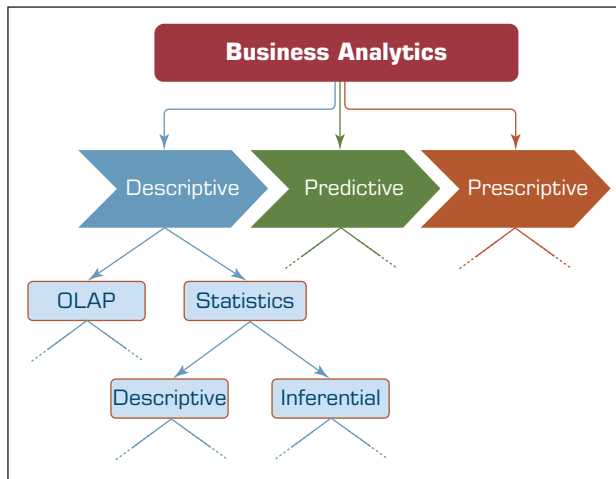 Business Analytics
Descriptive
Predictive
Prescriptive
OLAP
Statistics
Descriptive
Inferential